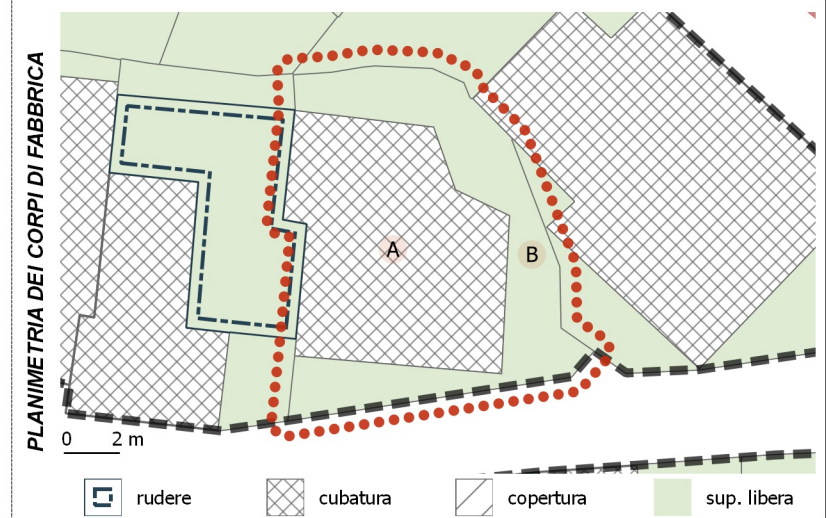 PLANIMETRIA DEI CORPI DI FABBRICA
A
B
0 2 m
rudere
cubatura
copertura
sup. libera